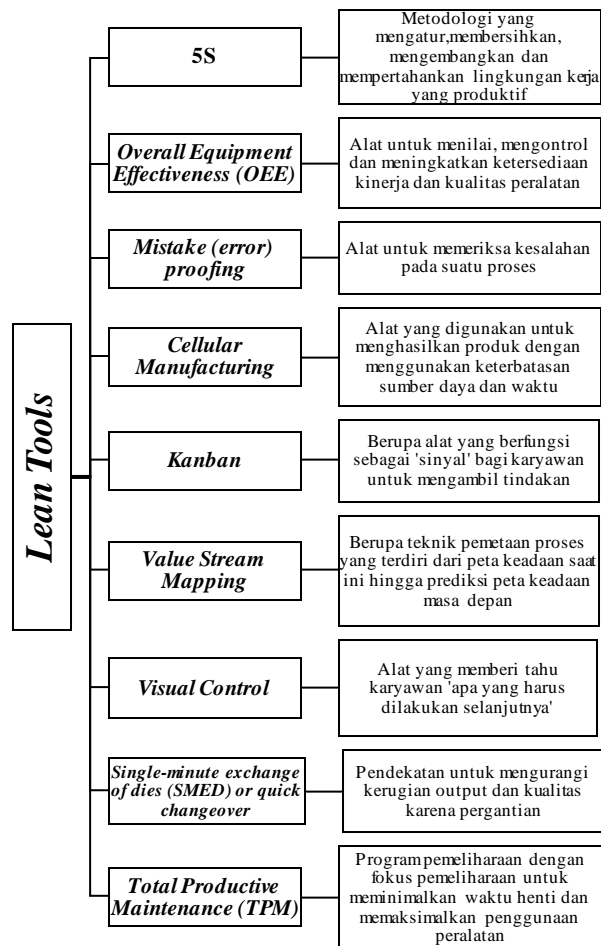 Lean Tools
5S
Metodologi yang
mengatur,membersihkan,
mengembangkan dan
mempertahankan lingkungan kerja
yang produktif
Overall Equipment
Effectiveness (OEE)
Alat untuk menilai, mengontrol
dan meningkatkan ketersediaan
kinerja dan kualitas peralatan
Mistake (error)
proofing
Alat untuk memeriksa kesalahan
pada suatu proses
Cellular
Manufacturing
Alat yang digunakan untuk
menghasilkan produk dengan
menggunakan keterbatasan
sumber daya dan waktu
Kanban
Berupa alat yang berfungsi
sebagai 'sinyal' bagi karyawan
untuk mengambil tindakan
Value Stream
Mapping
Berupa teknik pemetaan proses
yang terdiri dari peta keadaan saat
ini hingga prediksi peta keadaan
masa depan
Visual Control
Alat yang memberi tahu
karyawan 'apa yang harus
dilakukan selanjutnya'
Single-minute exchange
of dies (SMED) or quick
changeover
Pendekatan untuk mengurangi
kerugian output dan kualitas
karena pergantian
Total Productive
Maintenance (TPM)
Program pemeliharaan dengan
fokus pemeliharaan untuk
meminimalkan waktu henti dan
memaksimalkan penggunaan
peralatan